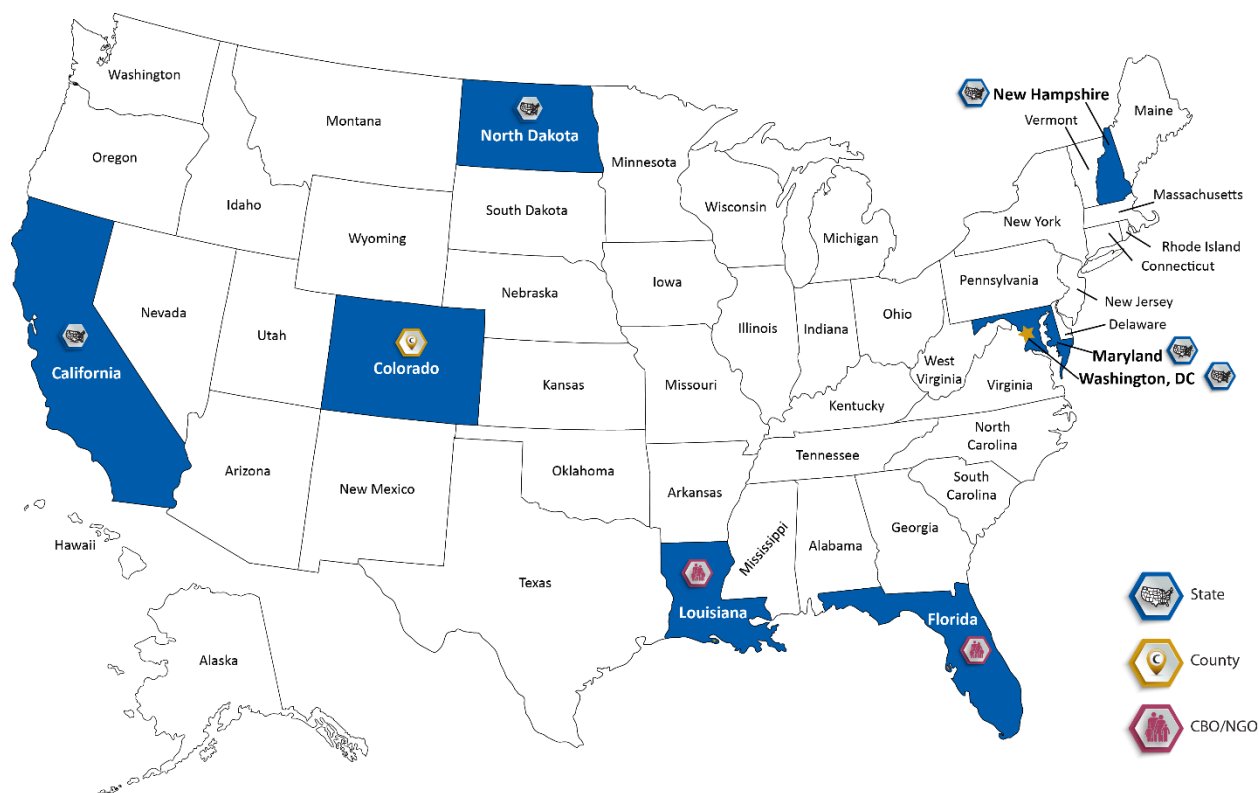 Washington
Montana
North Dakota
Minnesota
New Hampshire
Vermont
Maine
Oregon
Idaho
Wyoming
South Dakota
Wisconsin
Michigan
New York
Massachusetts
Rhode Island
Connecticut
Nevada
Utah
Colorado
Nebraska
Iowa
Illinois
Indiana
Ohio
Pennsylvania
New Jersey
Delaware
Maryland
Washington, DC
California
Kansas
Missouri
West
Virginia
Virginia
Kentucky
Arizona
New Mexico
Oklahoma
Arkansas
Tennessee
North
Carolina
South
Carolina
Hawaii
Texas
Louisiana
Mississippi
Alabama
Georgia
Florida
Alaska
State
C
County
CBO/NGO
C